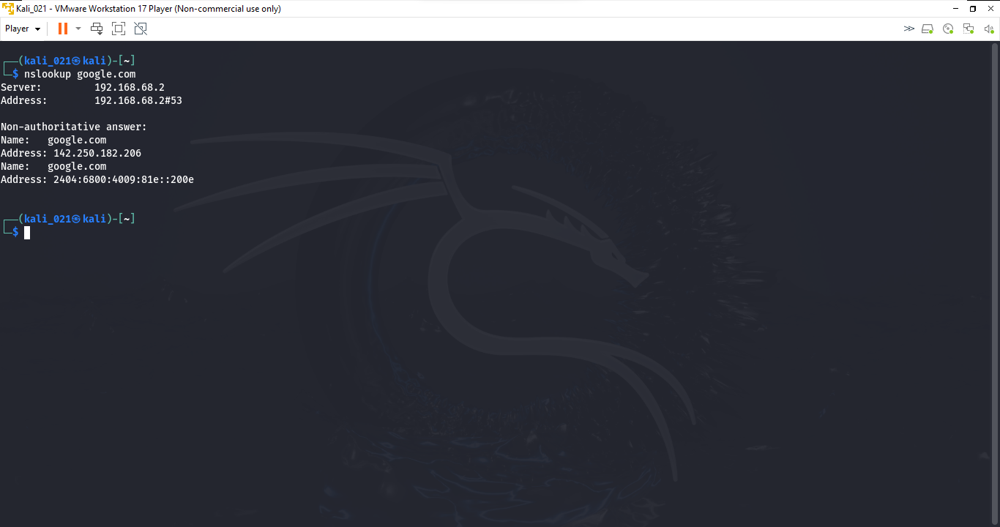 Kali_021 - VMware Workstation 17 Player (Non-commercial use only)
Player
(kali_021㉿kali)-[~]
$ nslookup google.com
Server:         192.168.68.2
Address:        192.168.68.2#53
Non-authoritative answer:
Name:   google.com
Address: 142.250.182.206
Name:   google.com
Address: 2404:6800:4009:81e::200e
(kali_021㉿kali)-[~]
$